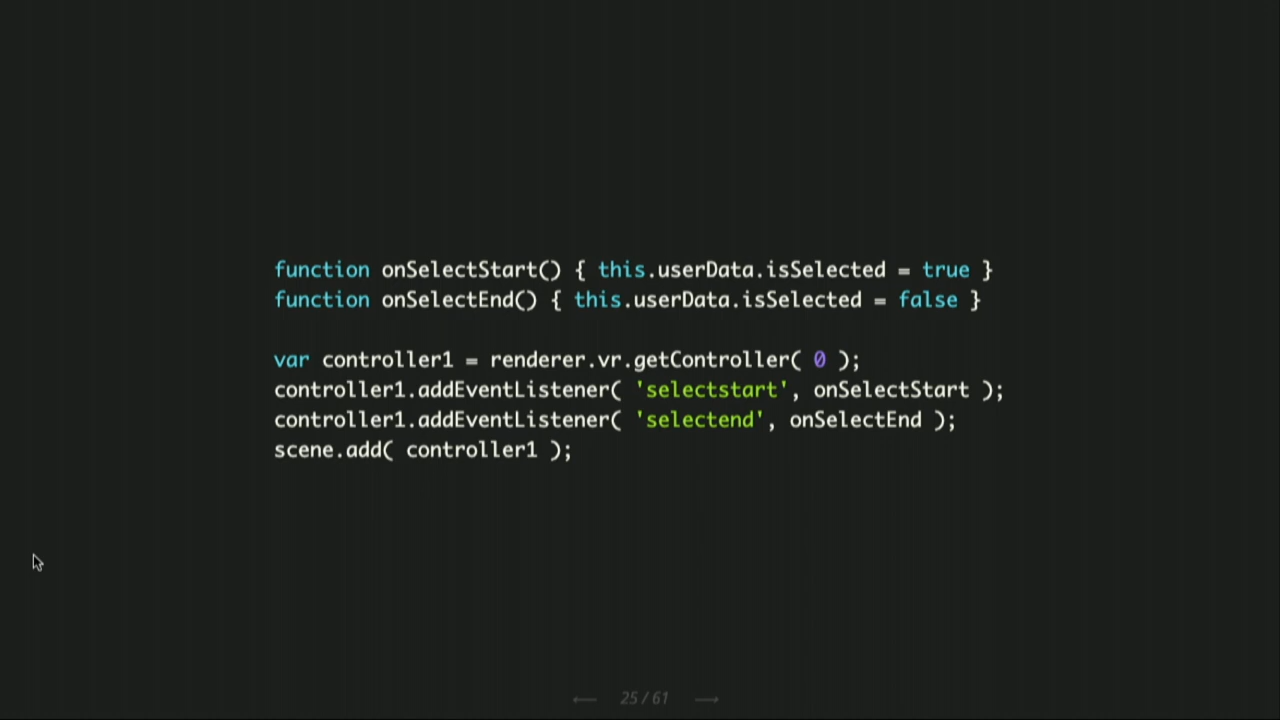 function onSelectStart() { this.userData.isSelected = true }
function onSelectEnd() { this.userData.isSelected = false }
var controller1 = renderer.vr.getController( 0 );
controller1.addEventListener( 'selectstart', onSelectStart );
controller1.addEventListener( 'selectend', onSelectEnd );
scene.add( controller1 );
25 / 61